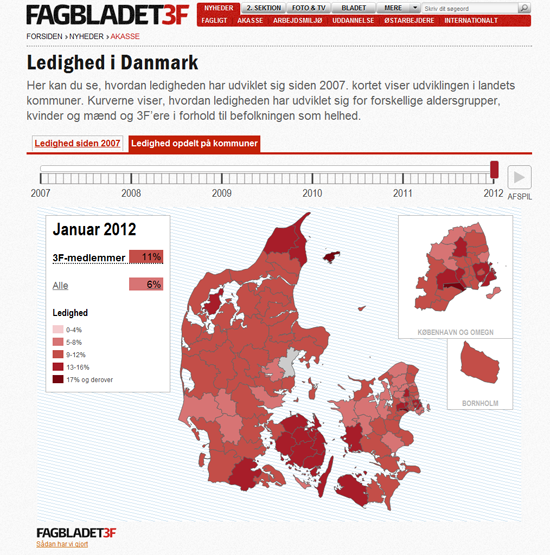 FAGBLADET3F
NYHEDER 2. SEKTION FOTO & TV BLADET MERE Skriv dit søgeord
FAGLIGT AKASSE ARBEJDSMILJØ UDDANNELSE ØSTARBEJDERE INTERNATIONALT
FORSIDEN › NYHEDER › AKASSE
Ledighed i Danmark
Her kan du se, hvordan ledigheden har udviklet sig siden 2007. kortet viser udviklingen i landets
kommuner. Kurverne viser, hvordan ledigheden har udviklet sig for forskellige aldersgrupper,
kvinder og mænd og 3F'ere i forhold til befolkningen som helhed.
Ledighed siden 2007 Ledighed opdelt på kommuner
2007 2008 2009 2010 2011 2012 AFSPIL
Januar 2012
3F-medlemmer 11%
Alle 6%
Ledighed
0-4%
5-8%
9-12%
13-16%
17% og derover
KØBENHAVN OG OMEGN
BORNHOLM
FAGBLADET3F
Sådan har vi gjort